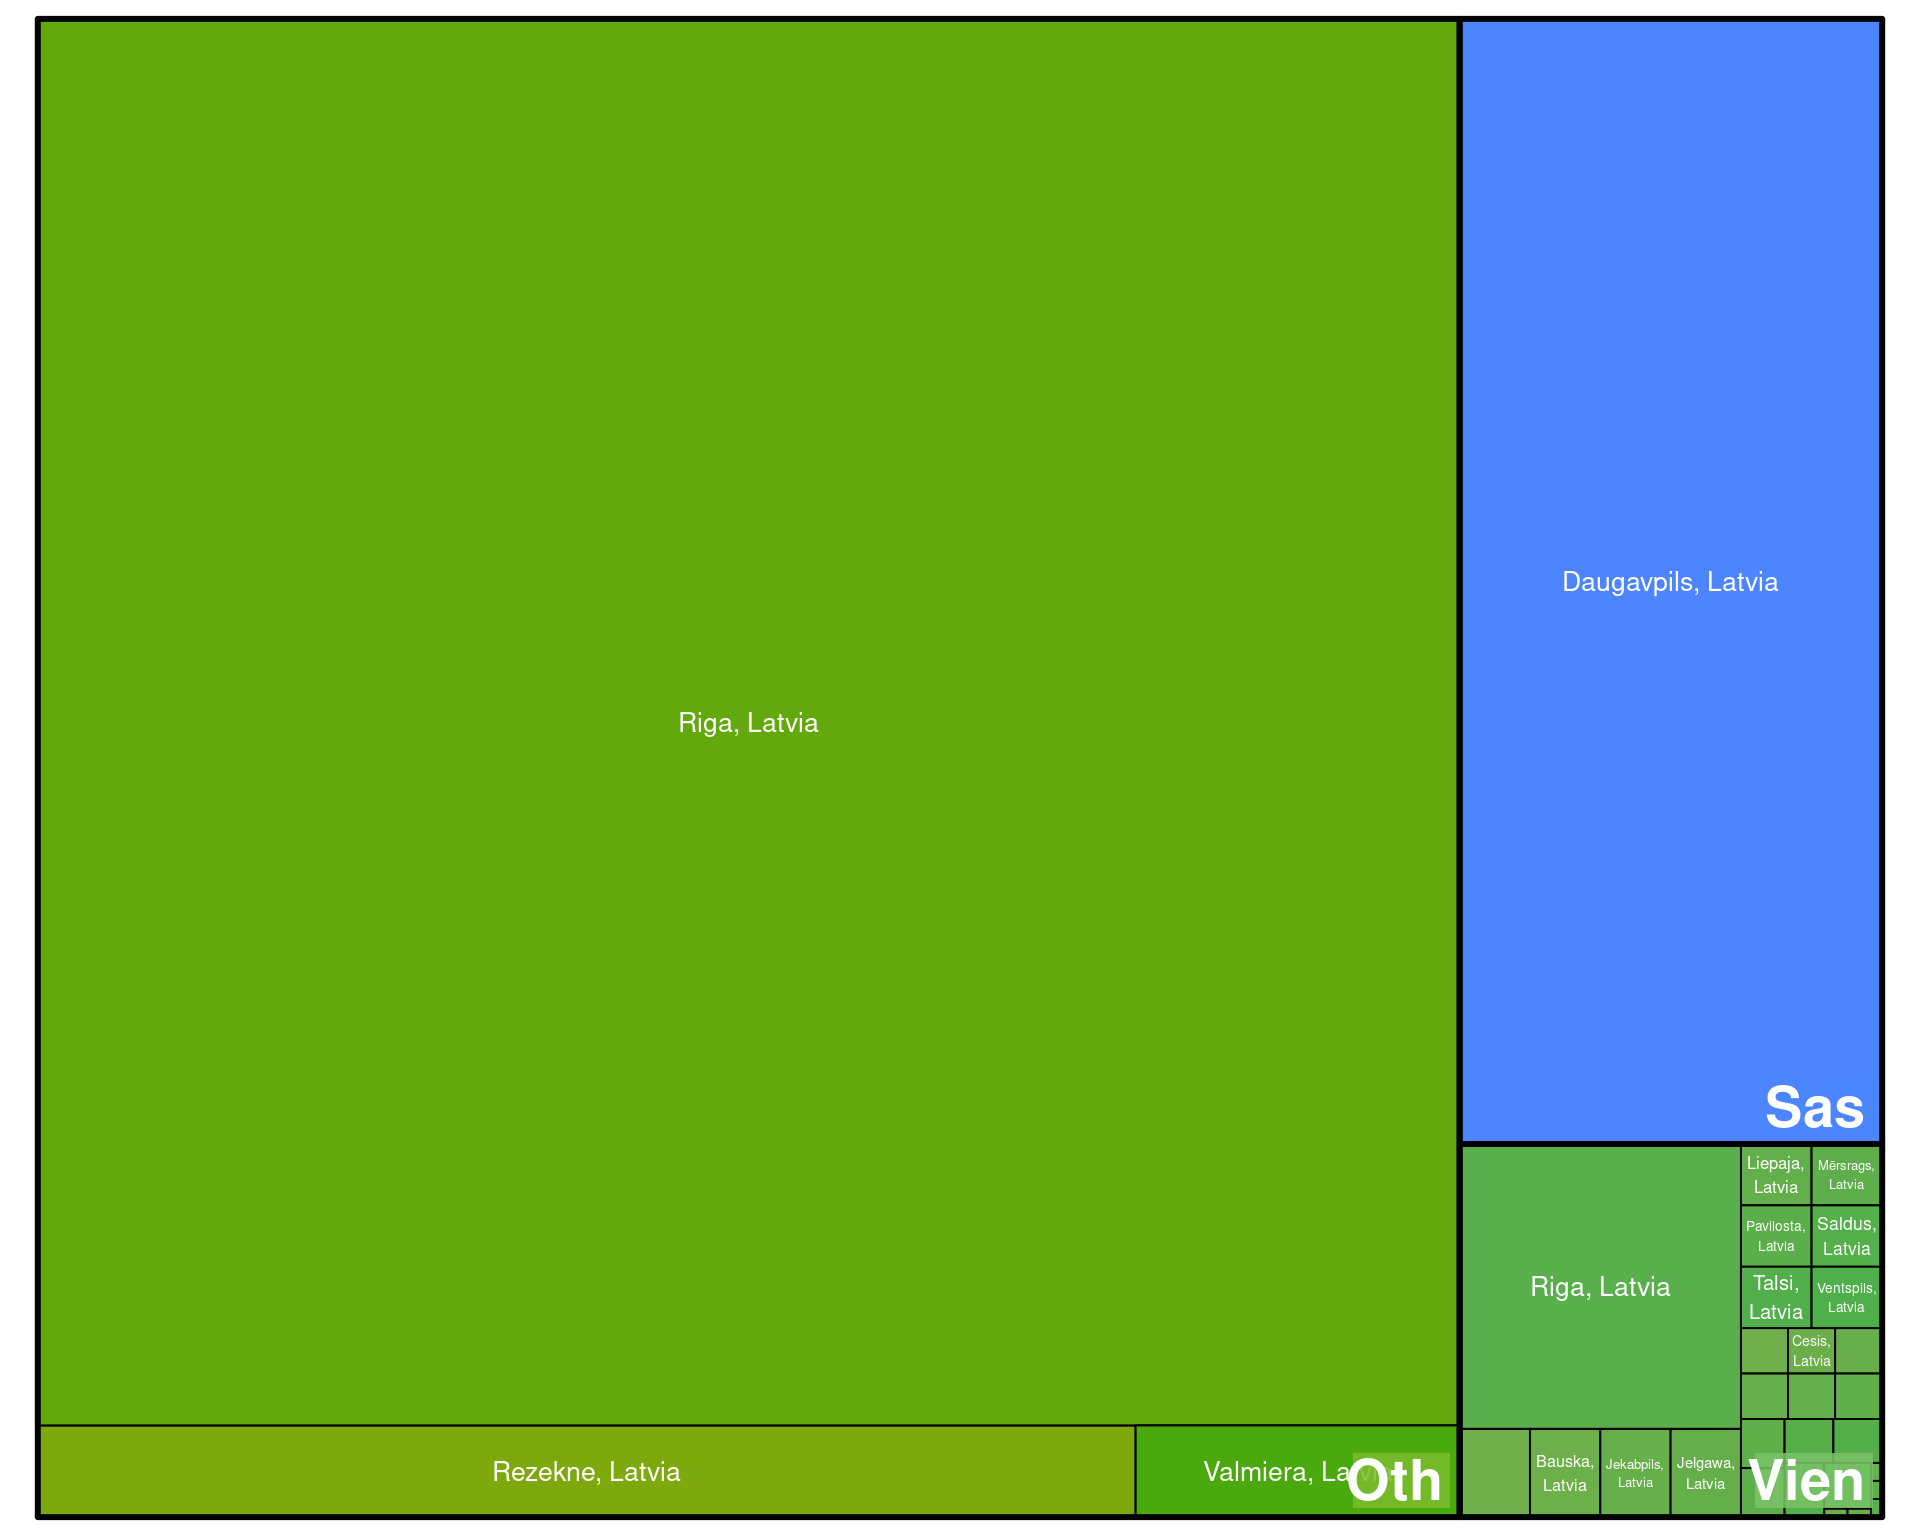 Riga, Latvia
Rezekne, Latvia
Valmiera, La
Oth
Daugavpils, Latvia
Sas
Riga, Latvia
Liepaja,
Latvia
Mērsrags,
Latvia
Pavilosta,
Latvia
Saldus,
Latvia
Talsi,
Latvia
Ventspils,
Latvia
Cesis,
Latvia
Bauska,
Latvia
Jekabpils,
Latvia
Jelgawa,
Latvia
Vien